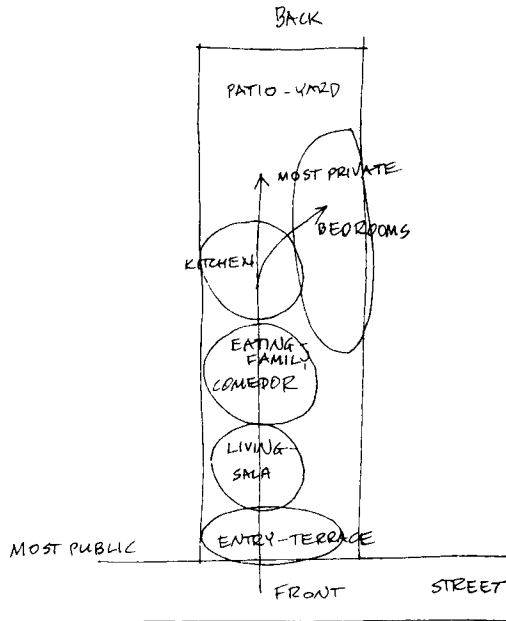 BACK
PATIO-YARD
MOST PRIVATE
BEDROOMS
KITCHEN
EATING-
FAMILY
COMEDOR
LIVING-
SALA
ENTRY-TERRACE
MOST PUBLIC
FRONT
STREET